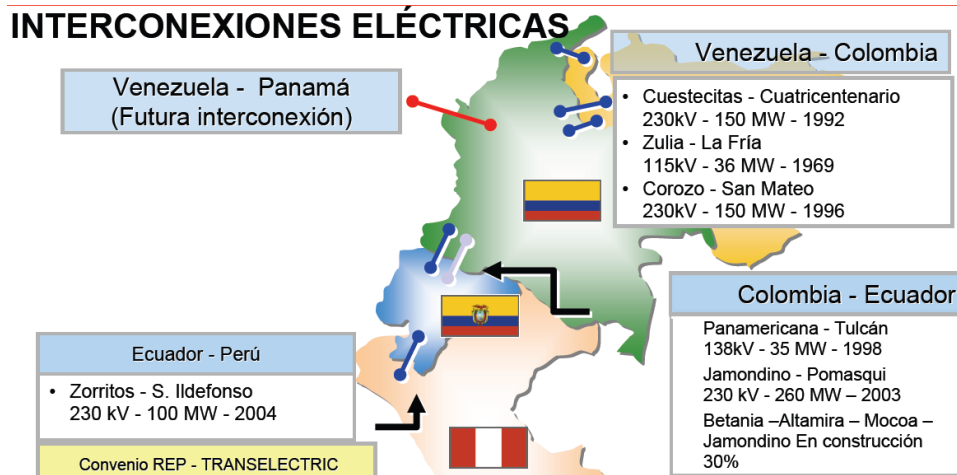 INTERCONEXIONES ELÉCTRICAS
Venezuela - Panamá
(Futura interconexión)
Venezuela - Colombia
• Cuestecitas - Cuatricentenario
230kV - 150 MW - 1992
• Zulia - La Fría
115kV - 36 MW - 1969
• Corozo - San Mateo
230kV - 150 MW - 1996
Colombia - Ecuador
Panamericana - Tulcán
138kV - 35 MW - 1998
Jamondino - Pomasqui
230 kV - 260 MW – 2003
Betania –Altamira – Mocoa –
Jamondino En construcción
30%
Ecuador - Perú
• Zorritos - S. Ildefonso
230 kV - 100 MW - 2004
Convenio REP - TRANSELECTRIC